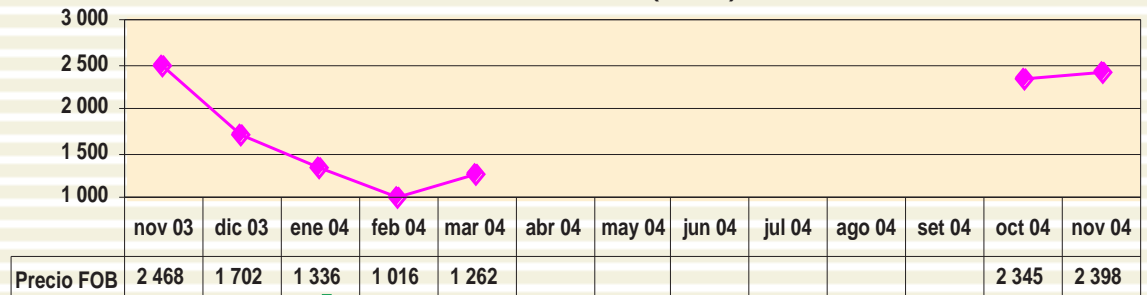 3 000
2 500
2 000
1 500
1 000
nov 03 dic 03 ene 04 feb 04 mar 04 abr 04 may 04 jun 04 jul 04 ago 04 set 04 oct 04 nov 04
Precio FOB 2 468 1 702 1 336 1 016 1 262 2 345 2 398